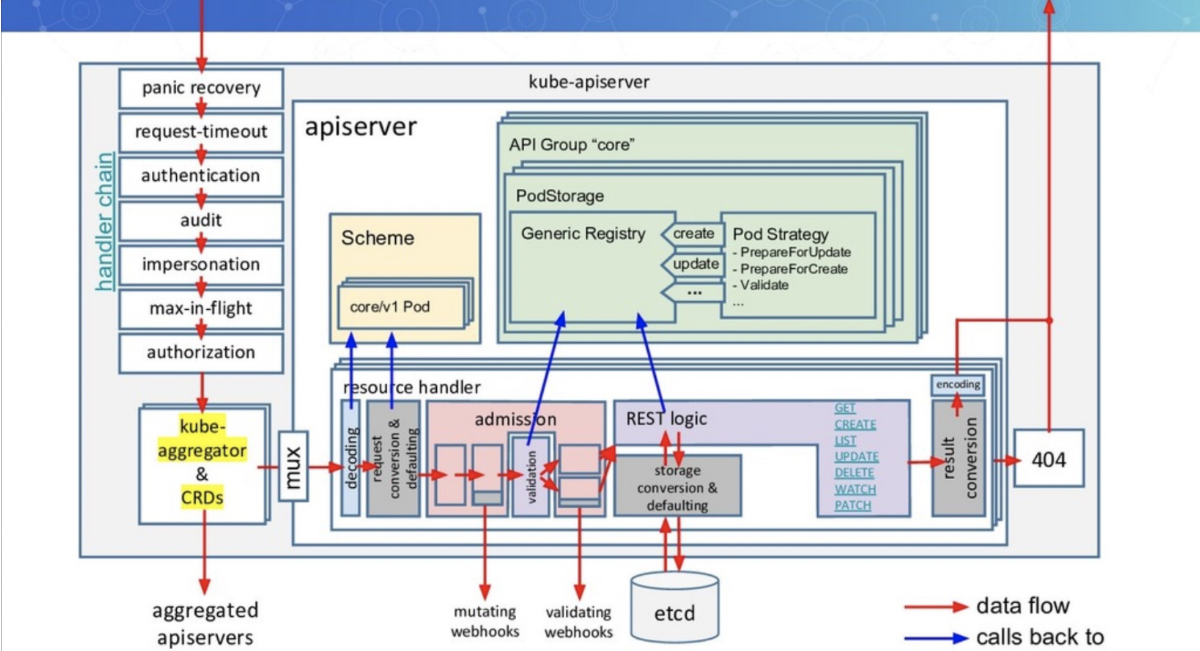 kube-apiserver
handler chain
panic recovery
request-timeout
authentication
audit
impersonation
max-in-flight
authorization
kube-
aggregator
&
CRDs
aggregated
apiservers
mux
apiserver
Scheme
core/v1 Pod
API Group “core”
PodStorage
Generic Registry
create
update
...
Pod Strategy
- PrepareForUpdate
- PrepareForCreate
- Validate
...
resource handler
decoding
request
conversion &
defaulting
admission
validation
mutating
webhooks
validating
webhooks
REST logic
storage
conversion &
defaulting
etcd
GET
CREATE
LIST
UPDATE
DELETE
WATCH
PATCH
encoding
result
conversion
404
data flow
calls back to